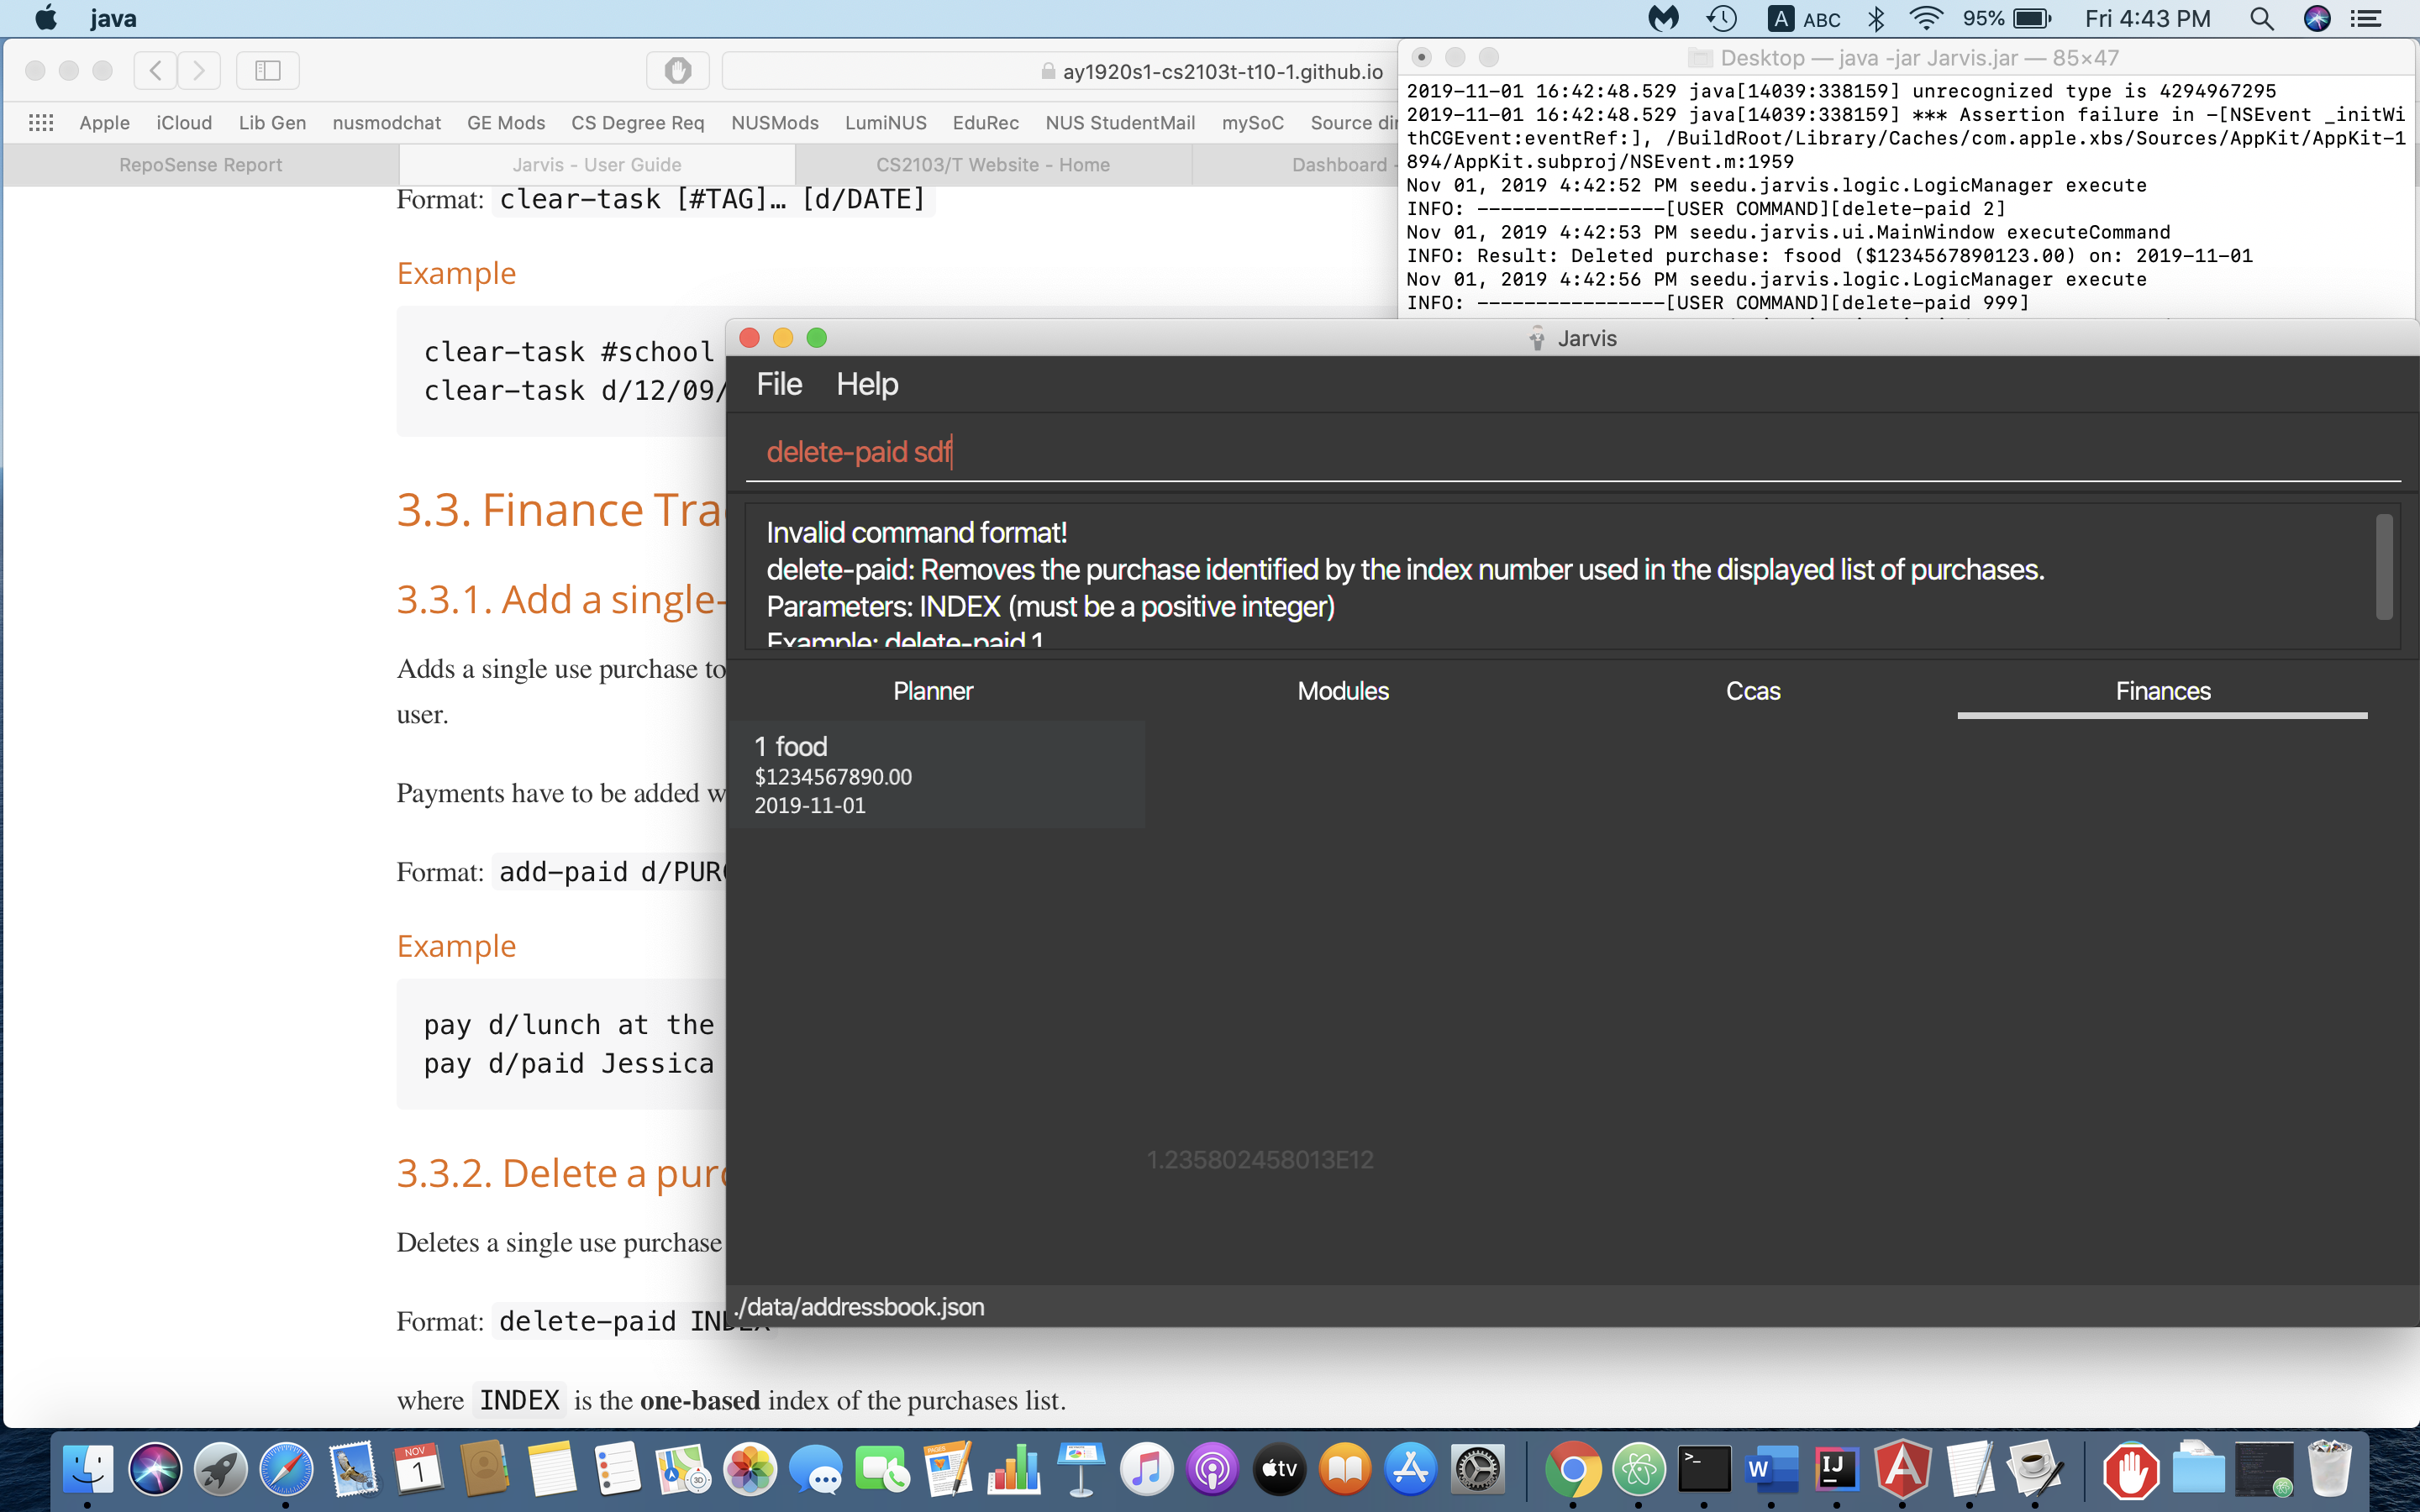 java
ABC
95%
Fri 4:43 PM
ay1920s1-cs2103t-t10-1.github.io
Apple iCloud Lib Gen nusmodchat GE Mods CS Degree Req NUSMods LumiNUS EduRec NUS StudentMail mySoC Source dir
RepoSense Report
Jarvis - User Guide
CS2103/T Website - Home
Dashboard -
Format: clear-task [#TAG]… [d/DATE]
Example
clear-task #school
clear-task d/12/09/
3.3. Finance Tra
3.3.1. Add a single-
Adds a single use purchase to
user.
Payments have to be added w
Format: add-paid d/PURC
Example
pay d/lunch at the
pay d/paid Jessica
3.3.2. Delete a purc
Deletes a single use purchase
Format: delete-paid INDEX
where INDEX is the one-based index of the purchases list.
Desktop — java -jar Jarvis.jar — 85×47
2019-11-01 16:42:48.529 java[14039:338159] unrecognized type is 4294967295
2019-11-01 16:42:48.529 java[14039:338159] *** Assertion failure in -[NSEvent _initWi
thCGEvent:eventRef:], /BuildRoot/Library/Caches/com.apple.xbs/Sources/AppKit/AppKit-1
894/AppKit.subproj/NSEvent.m:1959
Nov 01, 2019 4:42:52 PM seedu.jarvis.logic.LogicManager execute
INFO: ----------------[USER COMMAND][delete-paid 2]
Nov 01, 2019 4:42:53 PM seedu.jarvis.ui.MainWindow executeCommand
INFO: Result: Deleted purchase: fsood ($1234567890123.00) on: 2019-11-01
Nov 01, 2019 4:42:56 PM seedu.jarvis.logic.LogicManager execute
INFO: ----------------[USER COMMAND][delete-paid 999]
Jarvis
File Help
delete-paid sdf
Invalid command format!
delete-paid: Removes the purchase identified by the index number used in the displayed list of purchases.
Parameters: INDEX (must be a positive integer)
Example: delete-paid 1
Planner Modules Ccas Finances
1 food
$1234567890.00
2019-11-01
1.235802458013E12
./data/addressbook.json
NOV
1
PAGES
3D
tv
>_
W
IJ